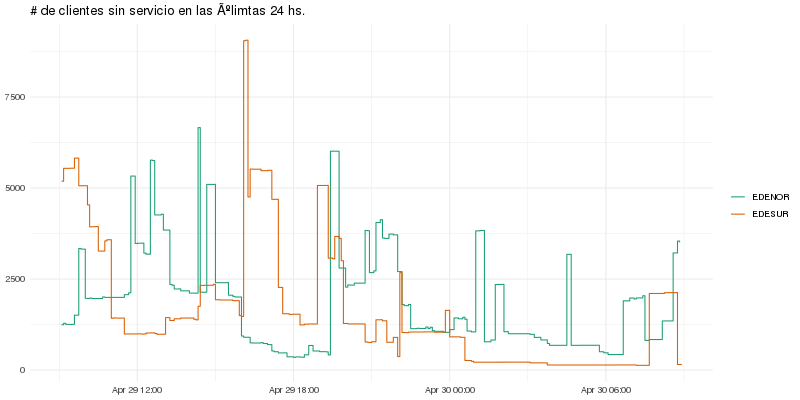 # de clientes sin servicio en las Ãºlimtas 24 hs.
7500
5000
2500
0
Apr 29 12:00
Apr 29 18:00
Apr 30 00:00
Apr 30 06:00
EDENOR
EDESUR